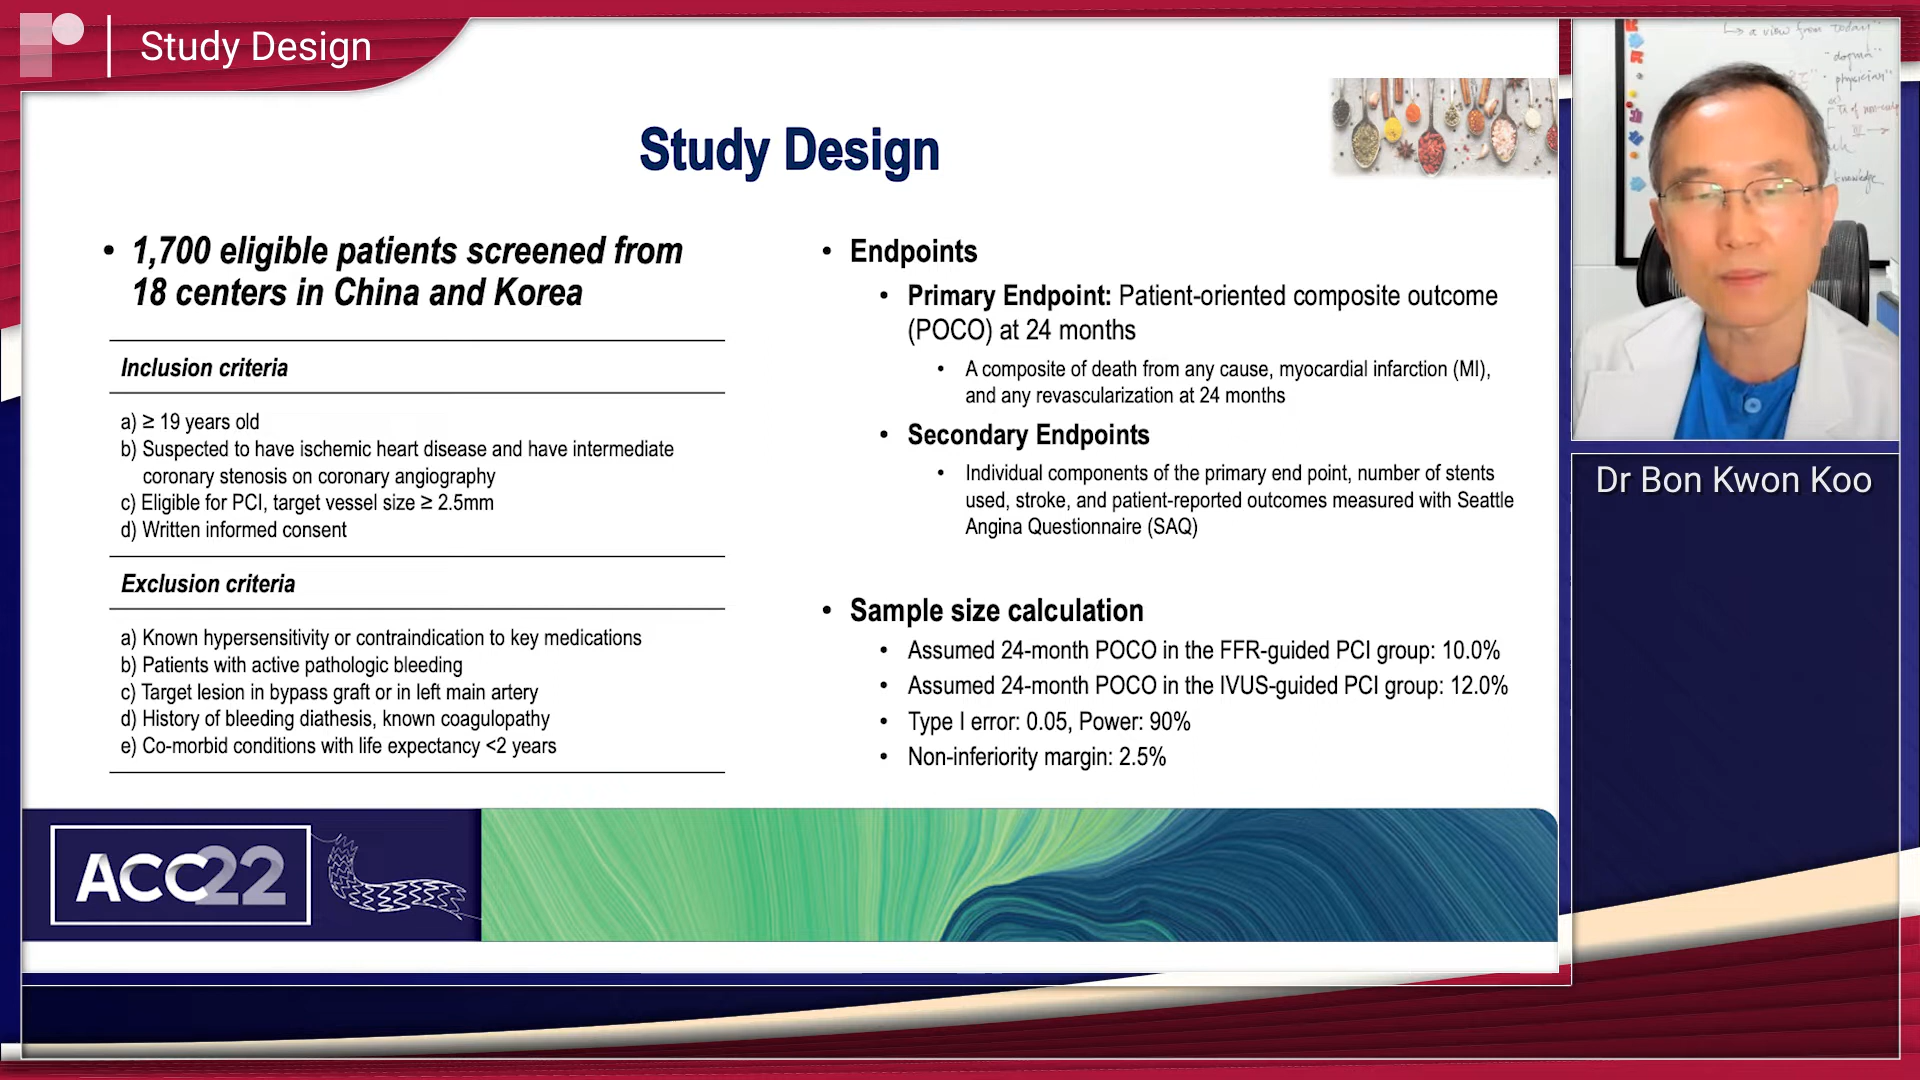 Study Design
Study Design
• 1,700 eligible patients screened from
18 centers in China and Korea
Inclusion criteria
a) ≥ 19 years old
b) Suspected to have ischemic heart disease and have intermediate
coronary stenosis on coronary angiography
c) Eligible for PCI, target vessel size ≥ 2.5mm
d) Written informed consent
Exclusion criteria
a) Known hypersensitivity or contraindication to key medications
b) Patients with active pathologic bleeding
c) Target lesion in bypass graft or in left main artery
d) History of bleeding diathesis, known coagulopathy
e) Co-morbid conditions with life expectancy <2 years
• Endpoints
• Primary Endpoint: Patient-oriented composite outcome
(POCO) at 24 months
• A composite of death from any cause, myocardial infarction (MI),
and any revascularization at 24 months
• Secondary Endpoints
• Individual components of the primary end point, number of stents
used, stroke, and patient-reported outcomes measured with Seattle
Angina Questionnaire (SAQ)
• Sample size calculation
• Assumed 24-month POCO in the FFR-guided PCI group: 10.0%
• Assumed 24-month POCO in the IVUS-guided PCI group: 12.0%
• Type I error: 0.05, Power: 90%
• Non-inferiority margin: 2.5%
ACC22
a view from today"
"dogma"
physician"
knowledge
Dr Bon Kwon Koo